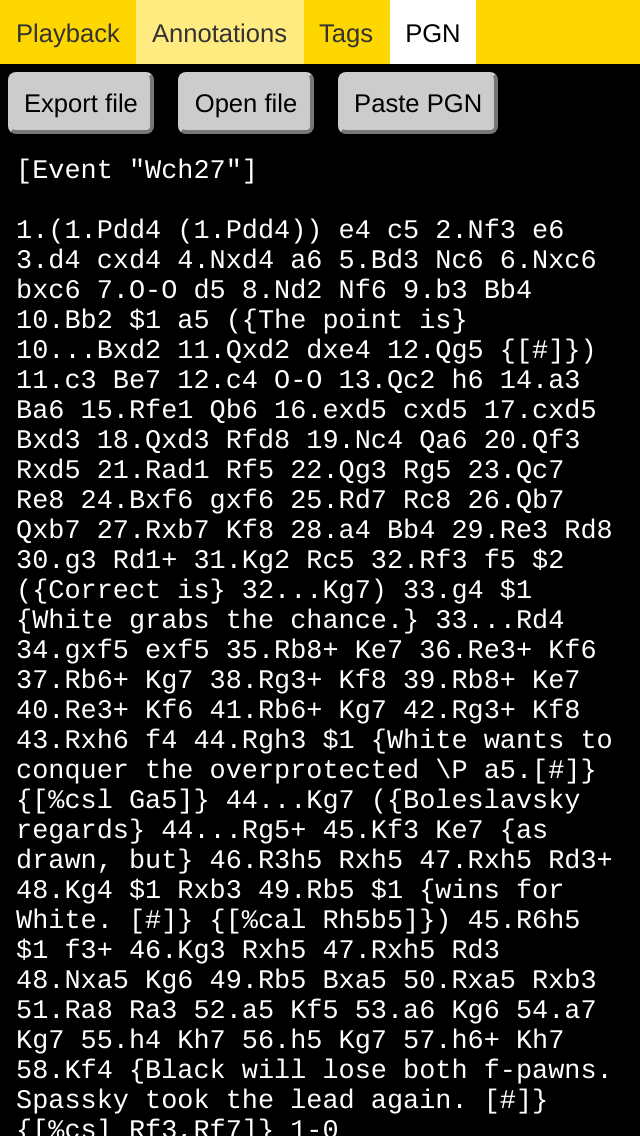 Playback Annotations Tags PGN
Export file Open file Paste PGN
[Event "Wch27"]
1.(1.Pdd4 (1.Pdd4)) e4 c5 2.Nf3 e6
3.d4 cxd4 4.Nxd4 a6 5.Bd3 Nc6 6.Nxc6
bxc6 7.O-O d5 8.Nd2 Nf6 9.b3 Bb4
10.Bb2 $1 a5 ({The point is}
10...Bxd2 11.Qxd2 dxe4 12.Qg5 {[#]})
11.c3 Be7 12.c4 O-O 13.Qc2 h6 14.a3
Ba6 15.Rfe1 Qb6 16.exd5 cxd5 17.cxd5
Bxd3 18.Qxd3 Rfd8 19.Nc4 Qa6 20.Qf3
Rxd5 21.Rad1 Rf5 22.Qg3 Rg5 23.Qc7
Re8 24.Bxf6 gxf6 25.Rd7 Rc8 26.Qb7
Qxb7 27.Rxb7 Kf8 28.a4 Bb4 29.Re3 Rd8
30.g3 Rd1+ 31.Kg2 Rc5 32.Rf3 f5 $2
({Correct is} 32...Kg7) 33.g4 $1
{White grabs the chance.} 33...Rd4
34.gxf5 exf5 35.Rb8+ Ke7 36.Re3+ Kf6
37.Rb6+ Kg7 38.Rg3+ Kf8 39.Rb8+ Ke7
40.Re3+ Kf6 41.Rb6+ Kg7 42.Rg3+ Kf8
43.Rxh6 f4 44.Rgh3 $1 {White wants to
conquer the overprotected \P a5.[#]}
{[%csl Ga5]} 44...Kg7 ({Boleslavsky
regards} 44...Rg5+ 45.Kf3 Ke7 {as
drawn, but} 46.R3h5 Rxh5 47.Rxh5 Rd3+
48.Kg4 $1 Rxb3 49.Rb5 $1 {wins for
White. [#]} {[%cal Rh5b5]}) 45.R6h5
$1 f3+ 46.Kg3 Rxh5 47.Rxh5 Rd3
48.Nxa5 Kg6 49.Rb5 Bxa5 50.Rxa5 Rxb3
51.Ra8 Ra3 52.a5 Kf5 53.a6 Kg6 54.a7
Kg7 55.h4 Kh7 56.h5 Kg7 57.h6+ Kh7
58.Kf4 {Black will lose both f-pawns.
Spassky took the lead again. [#]}
{[%csl Rf3,Rf7]} 1-0